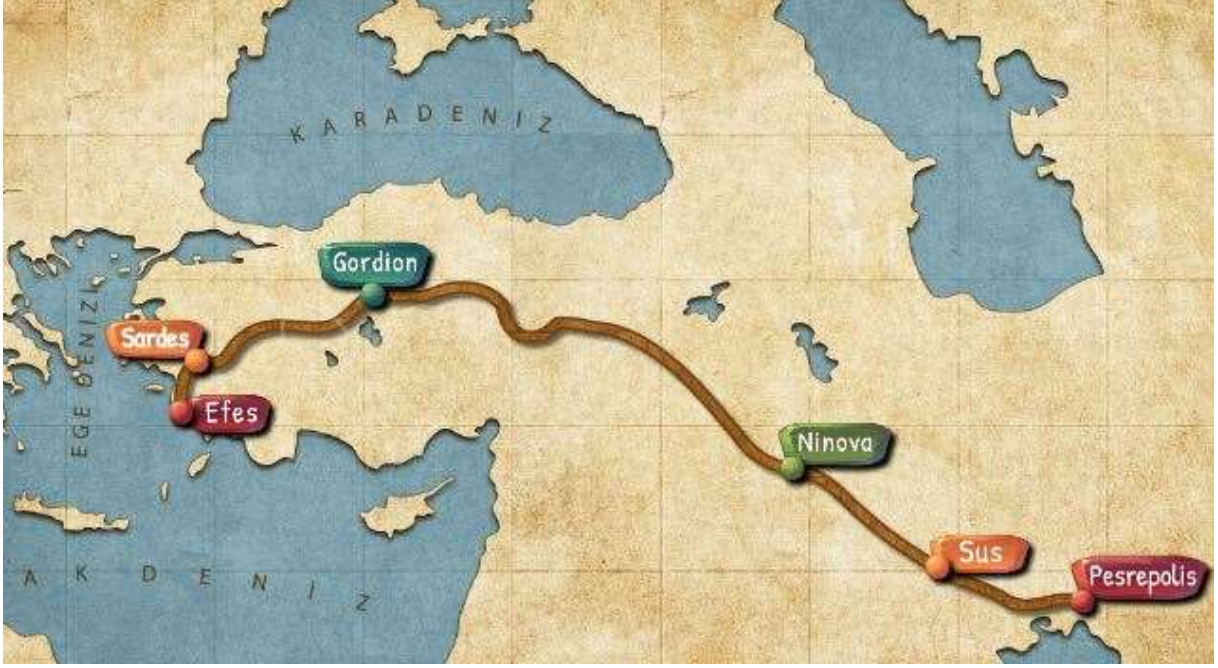 KARADENİZ
Gordion
EGE DENİZİ
Sardes
Efes
Ninova
Sus
Pesrepolis
AKDENİZ